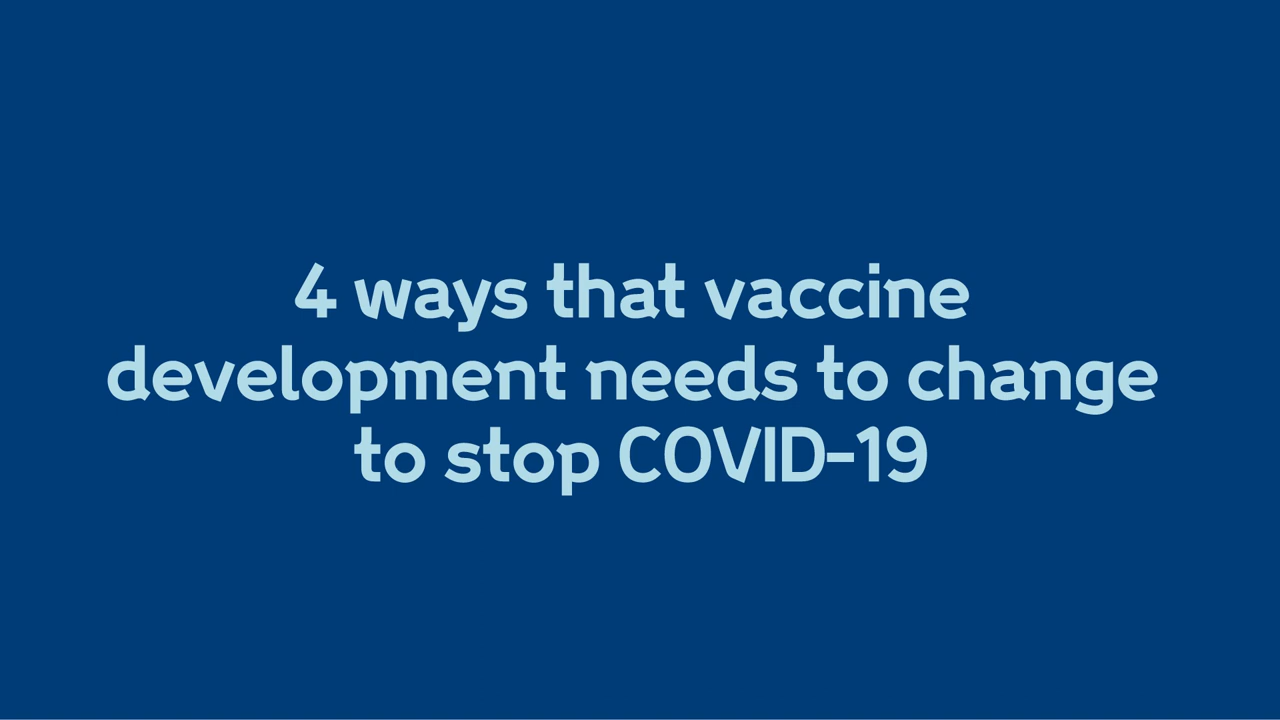 4 ways that vaccine
development needs to change
to stop COVID-19